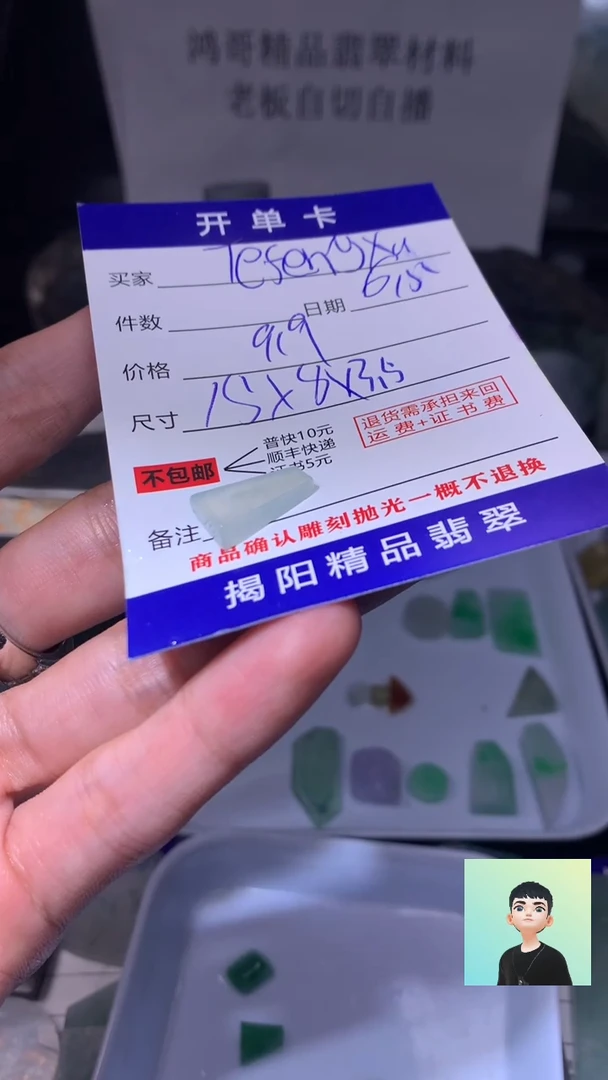 鸿哥精品翡翠材料
老板自切自播
开单卡
买家 Tefengxu
件数 日期 6,15
价格 9,9
尺寸 15X8X3,5
退货需承担来回
运费+证书费
不包邮
普快10元
顺丰快递
证书5元
备注
商品确认雕刻抛光一概不退换
揭阳精品翡翠